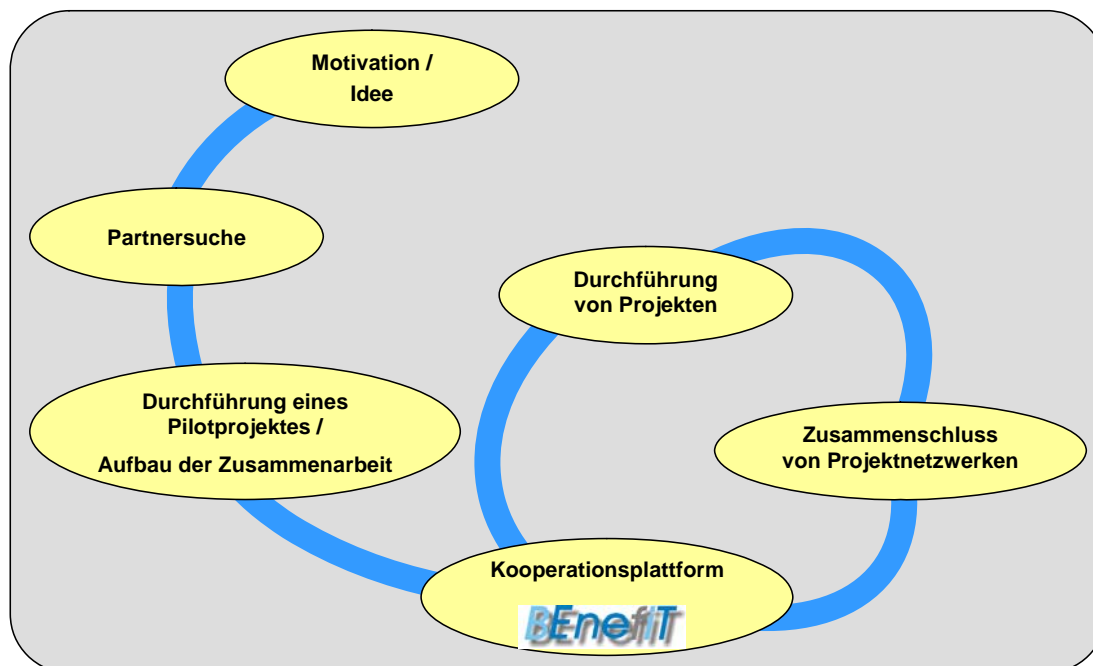 Motivation /
Idee
Partnersuche
Durchführung
von Projekten
Durchführung eines
Pilotprojektes /
Aufbau der Zusammenarbeit
Zusammenschluss
von Projektnetzwerken
Kooperationsplattform
BEnefIT